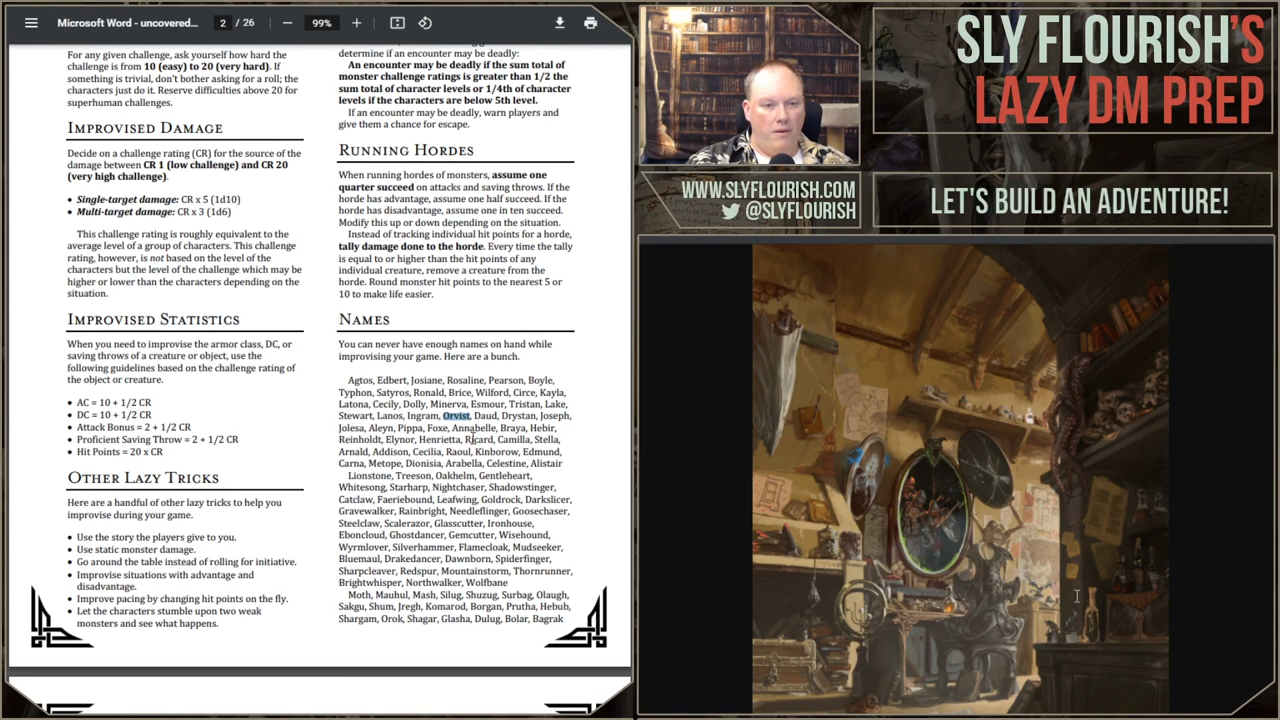 Microsoft Word - uncovered...
2 / 26
99%
For any given challenge, ask yourself how hard the
challenge is from 10 (easy) to 20 (very hard). If
something is trivial, don't bother asking for a roll; the
characters just do it. Reserve difficulties above 20 for
superhuman challenges.
IMPROVISED DAMAGE
Decide on a challenge rating (CR) for the source of the
damage between CR 1 (low challenge) and CR 20
(very high challenge).
• Single-target damage: CR x 5 (1d10)
• Multi-target damage: CR x 3 (1d6)
This challenge rating is roughly equivalent to the
average level of a group of characters. This challenge
rating, however, is not based on the level of the
characters but the level of the challenge which may be
higher or lower than the characters depending on the
situation.
IMPROVISED STATISTICS
When you need to improvise the armor class, DC, or
saving throws of a creature or object, use the
following guidelines based on the challenge rating of
the object or creature.
• AC = 10 + 1/2 CR
• DC = 10 + 1/2 CR
• Attack Bonus = 2 + 1/2 CR
• Proficient Saving Throw = 2 + 1/2 CR
• Hit Points = 20 x CR
OTHER LAZY TRICKS
Here are a handful of other lazy tricks to help you
improvise during your game.
• Use the story the players give to you.
• Use static monster damage.
• Go around the table instead of rolling for initiative.
• Improvise situations with advantage and
disadvantage.
• Improve pacing by changing hit points on the fly.
• Let the characters stumble upon two weak
monsters and see what happens.
determine if an encounter may be deadly:
An encounter may be deadly if the sum total of
monster challenge ratings is greater than 1/2 the
sum total of character levels or 1/4th of character
levels if the characters are below 5th level.
If an encounter may be deadly, warn players and
give them a chance for escape.
RUNNING HORDES
When running hordes of monsters, assume one
quarter succeed on attacks and saving throws. If the
horde has advantage, assume one half succeed. If the
horde has disadvantage, assume one in ten succeed.
Modify this up or down depending on the situation.
Instead of tracking individual hit points for a horde,
tally damage done to the horde. Every time the tally
is equal to or higher than the hit points of any
individual creature, remove a creature from the
horde. Round monster hit points to the nearest 5 or
10 to make life easier.
NAMES
You can never have enough names on hand while
improvising your game. Here are a bunch.
Agtos, Edbert, Josiane, Rosaline, Pearson, Boyle,
Typhon, Satyros, Ronald, Brice, Wilford, Circe, Kayla,
Latona, Cecily, Dolly, Minerva, Esmour, Tristan, Lake,
Stewart, Lanos, Ingram, Orvist, Daud, Drystan, Joseph,
Jolesa, Aleyn, Pippa, Foxe, Annabelle, Braya, Hebir,
Reinholdt, Elynor, Henrietta, Ricard, Camilla, Stella,
Arnald, Addison, Cecilia, Raoul, Kinborow, Edmund,
Carna, Metope, Dionisia, Arabella, Celestine, Alistair
Lionstone, Treeson, Oakhelm, Gentleheart,
Whitesong, Starharp, Nightchaser, Shadowstinger,
Catclaw, Faeriebound, Leafwing, Goldrock, Darkslicer,
Gravewalker, Rainbright, Needleflinger, Goosechaser,
Steelclaw, Scalerazor, Glasscutter, Ironhouse,
Eboncloud, Ghostdancer, Gemcutter, Wisehound,
Wyrmlover, Silverhammer, Flamecloak, Mudseeker,
Bluemaul, Drakedancer, Dawnborn, Spiderfinger,
Sharpcleaver, Redspur, Mountainstorm, Thornrunner,
Brightwhisper, Northwalker, Wolfbane
Moth, Mauhul, Mash, Silug, Shuzug, Surbag, Olaugh,
Sakgu, Shum, Jregh, Komarod, Borgan, Prutha, Hebub,
Shargam, Orok, Shagar, Glasha, Dulug, Bolar, Bagrak
SLY FLOURISH'S
LAZY DM PREP
WWW.SLYFLOURISH.COM
@SLYFLOURISH
LET'S BUILD AN ADVENTURE!